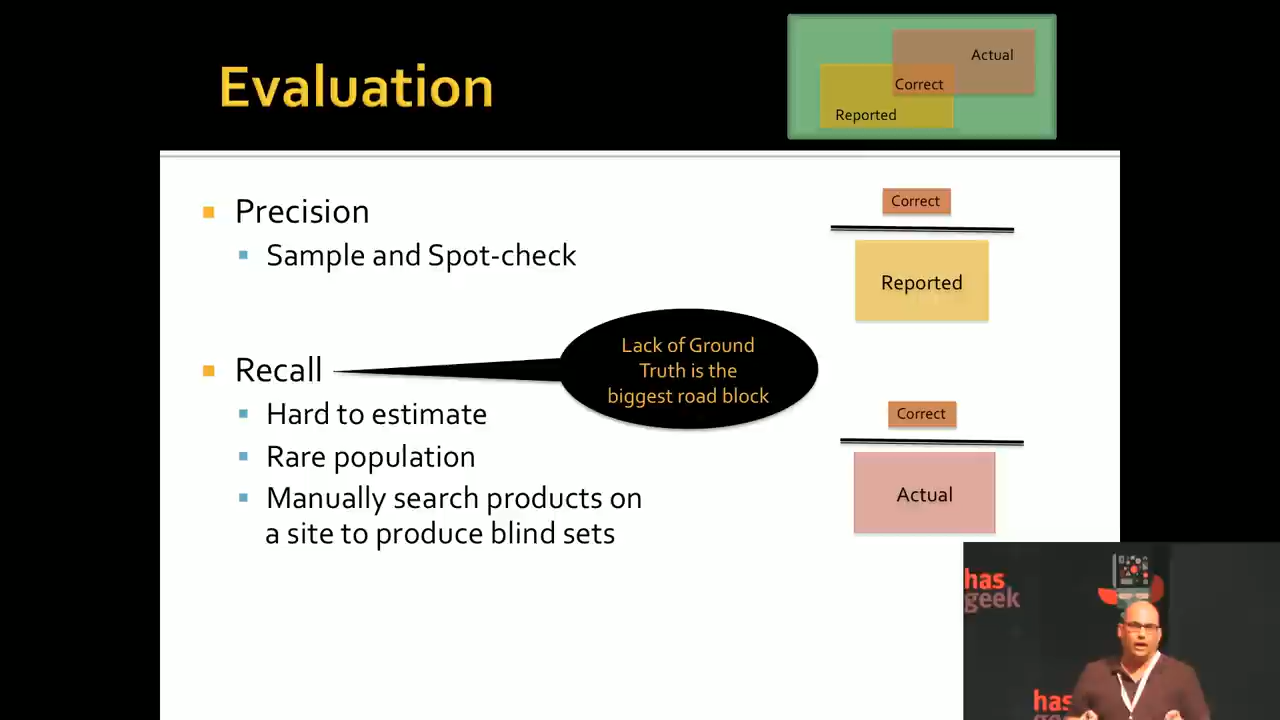 Evaluation
Actual
Correct
Reported
Precision
Sample and Spot-check
Correct
Reported
Recall
Lack of Ground
Truth is the
biggest road block
Hard to estimate
Rare population
Manually search products on
a site to produce blind sets
Correct
Actual
has
geek
has